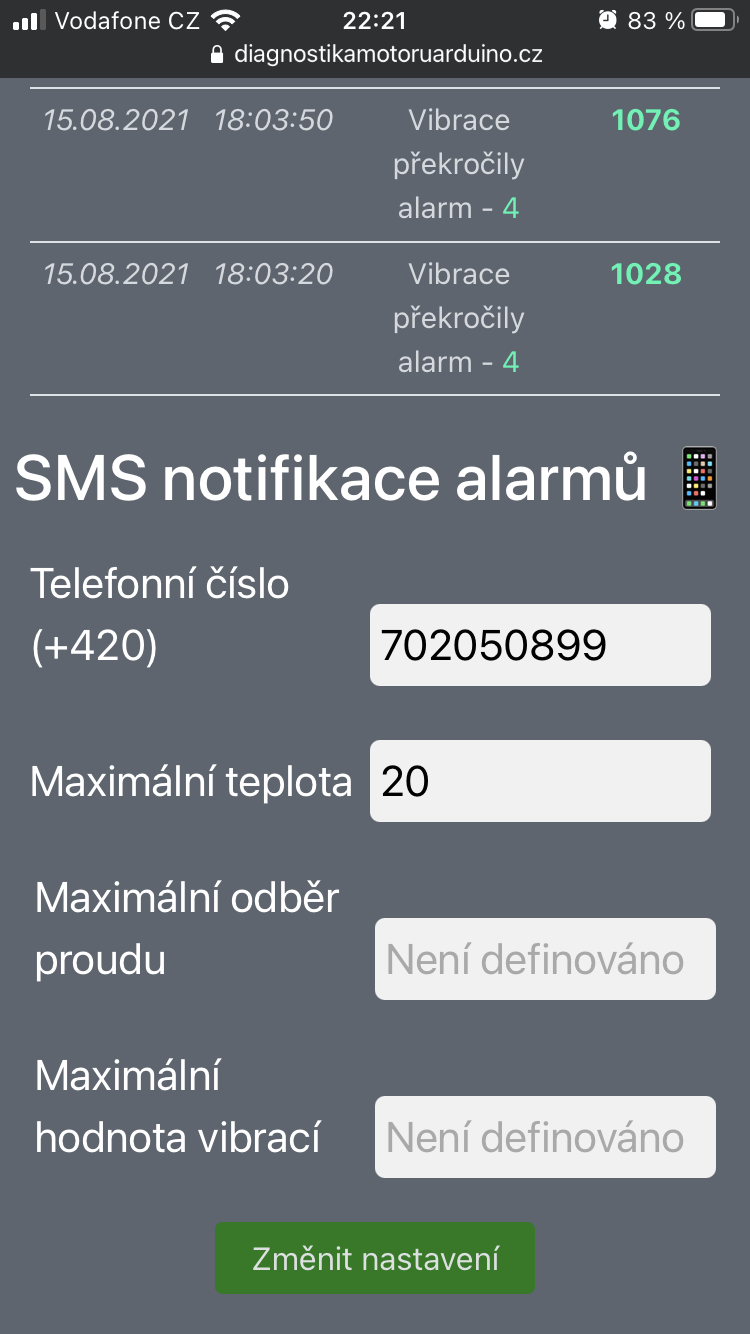 Vodafone CZ 22:21 83 %
diagnostikamotoruarduino.cz
15.08.2021 18:03:50 Vibrace 1076
překročily
alarm - 4
15.08.2021 18:03:20 Vibrace 1028
překročily
alarm - 4
SMS notifikace alarmů
Telefonní číslo
(+420) 702050899
Maximální teplota 20
Maximální odběr
proudu Není definováno
Maximální
hodnota vibrací Není definováno
Změnit nastavení